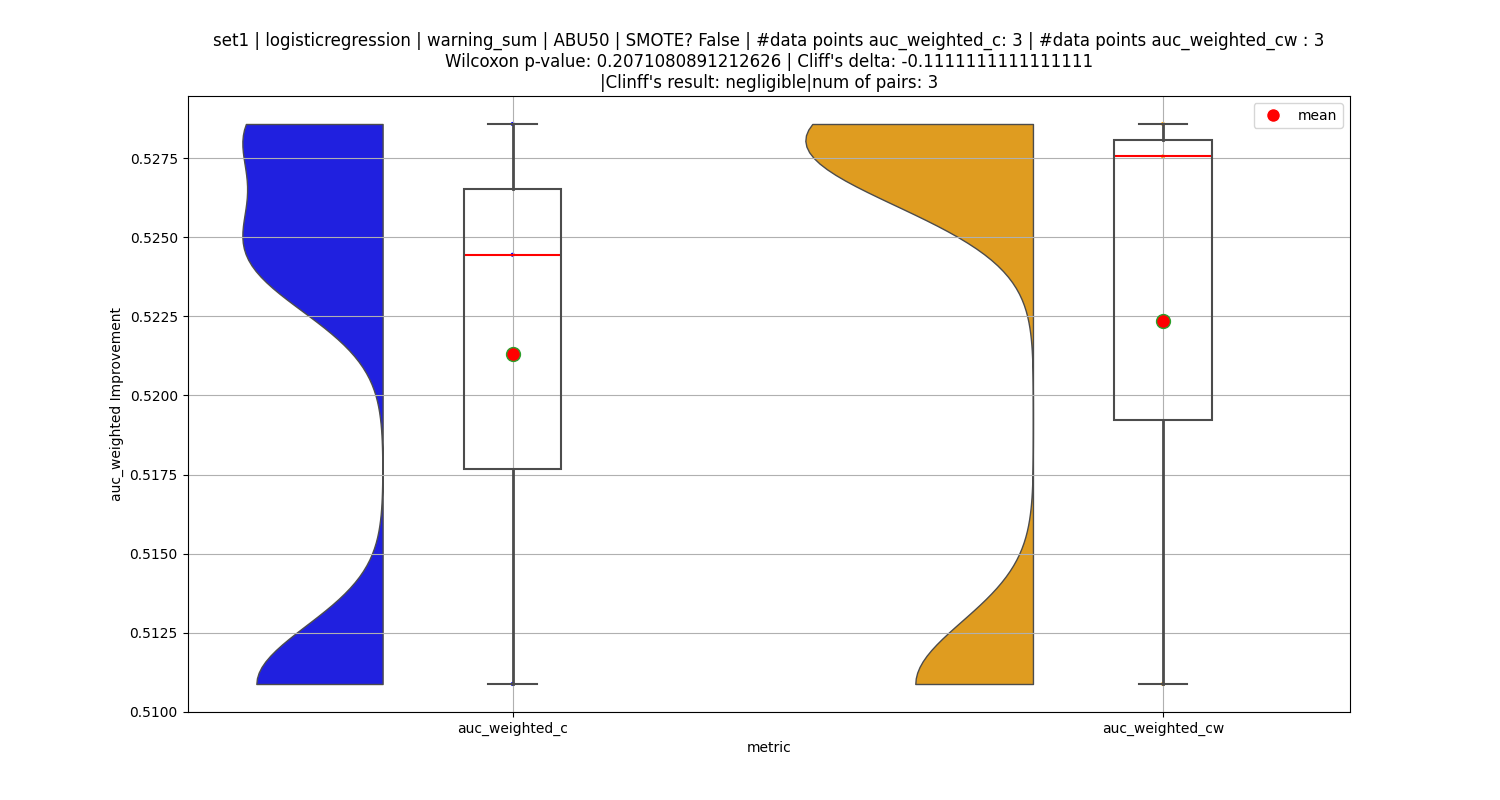 set1 | logisticregression | warning_sum | ABU50 | SMOTE? False | #data points auc_weighted_c: 3 | #data points auc_weighted_cw : 3
Wilcoxon p-value: 0.2071080891212626 | Cliff's delta: -0.1111111111111111
|Clinff's result: negligible|num of pairs: 3
mean
0.5275
0.5250
0.5225
0.5200
0.5175
0.5150
0.5125
0.5100
auc_weighted Improvement
auc_weighted_c
auc_weighted_cw
metric